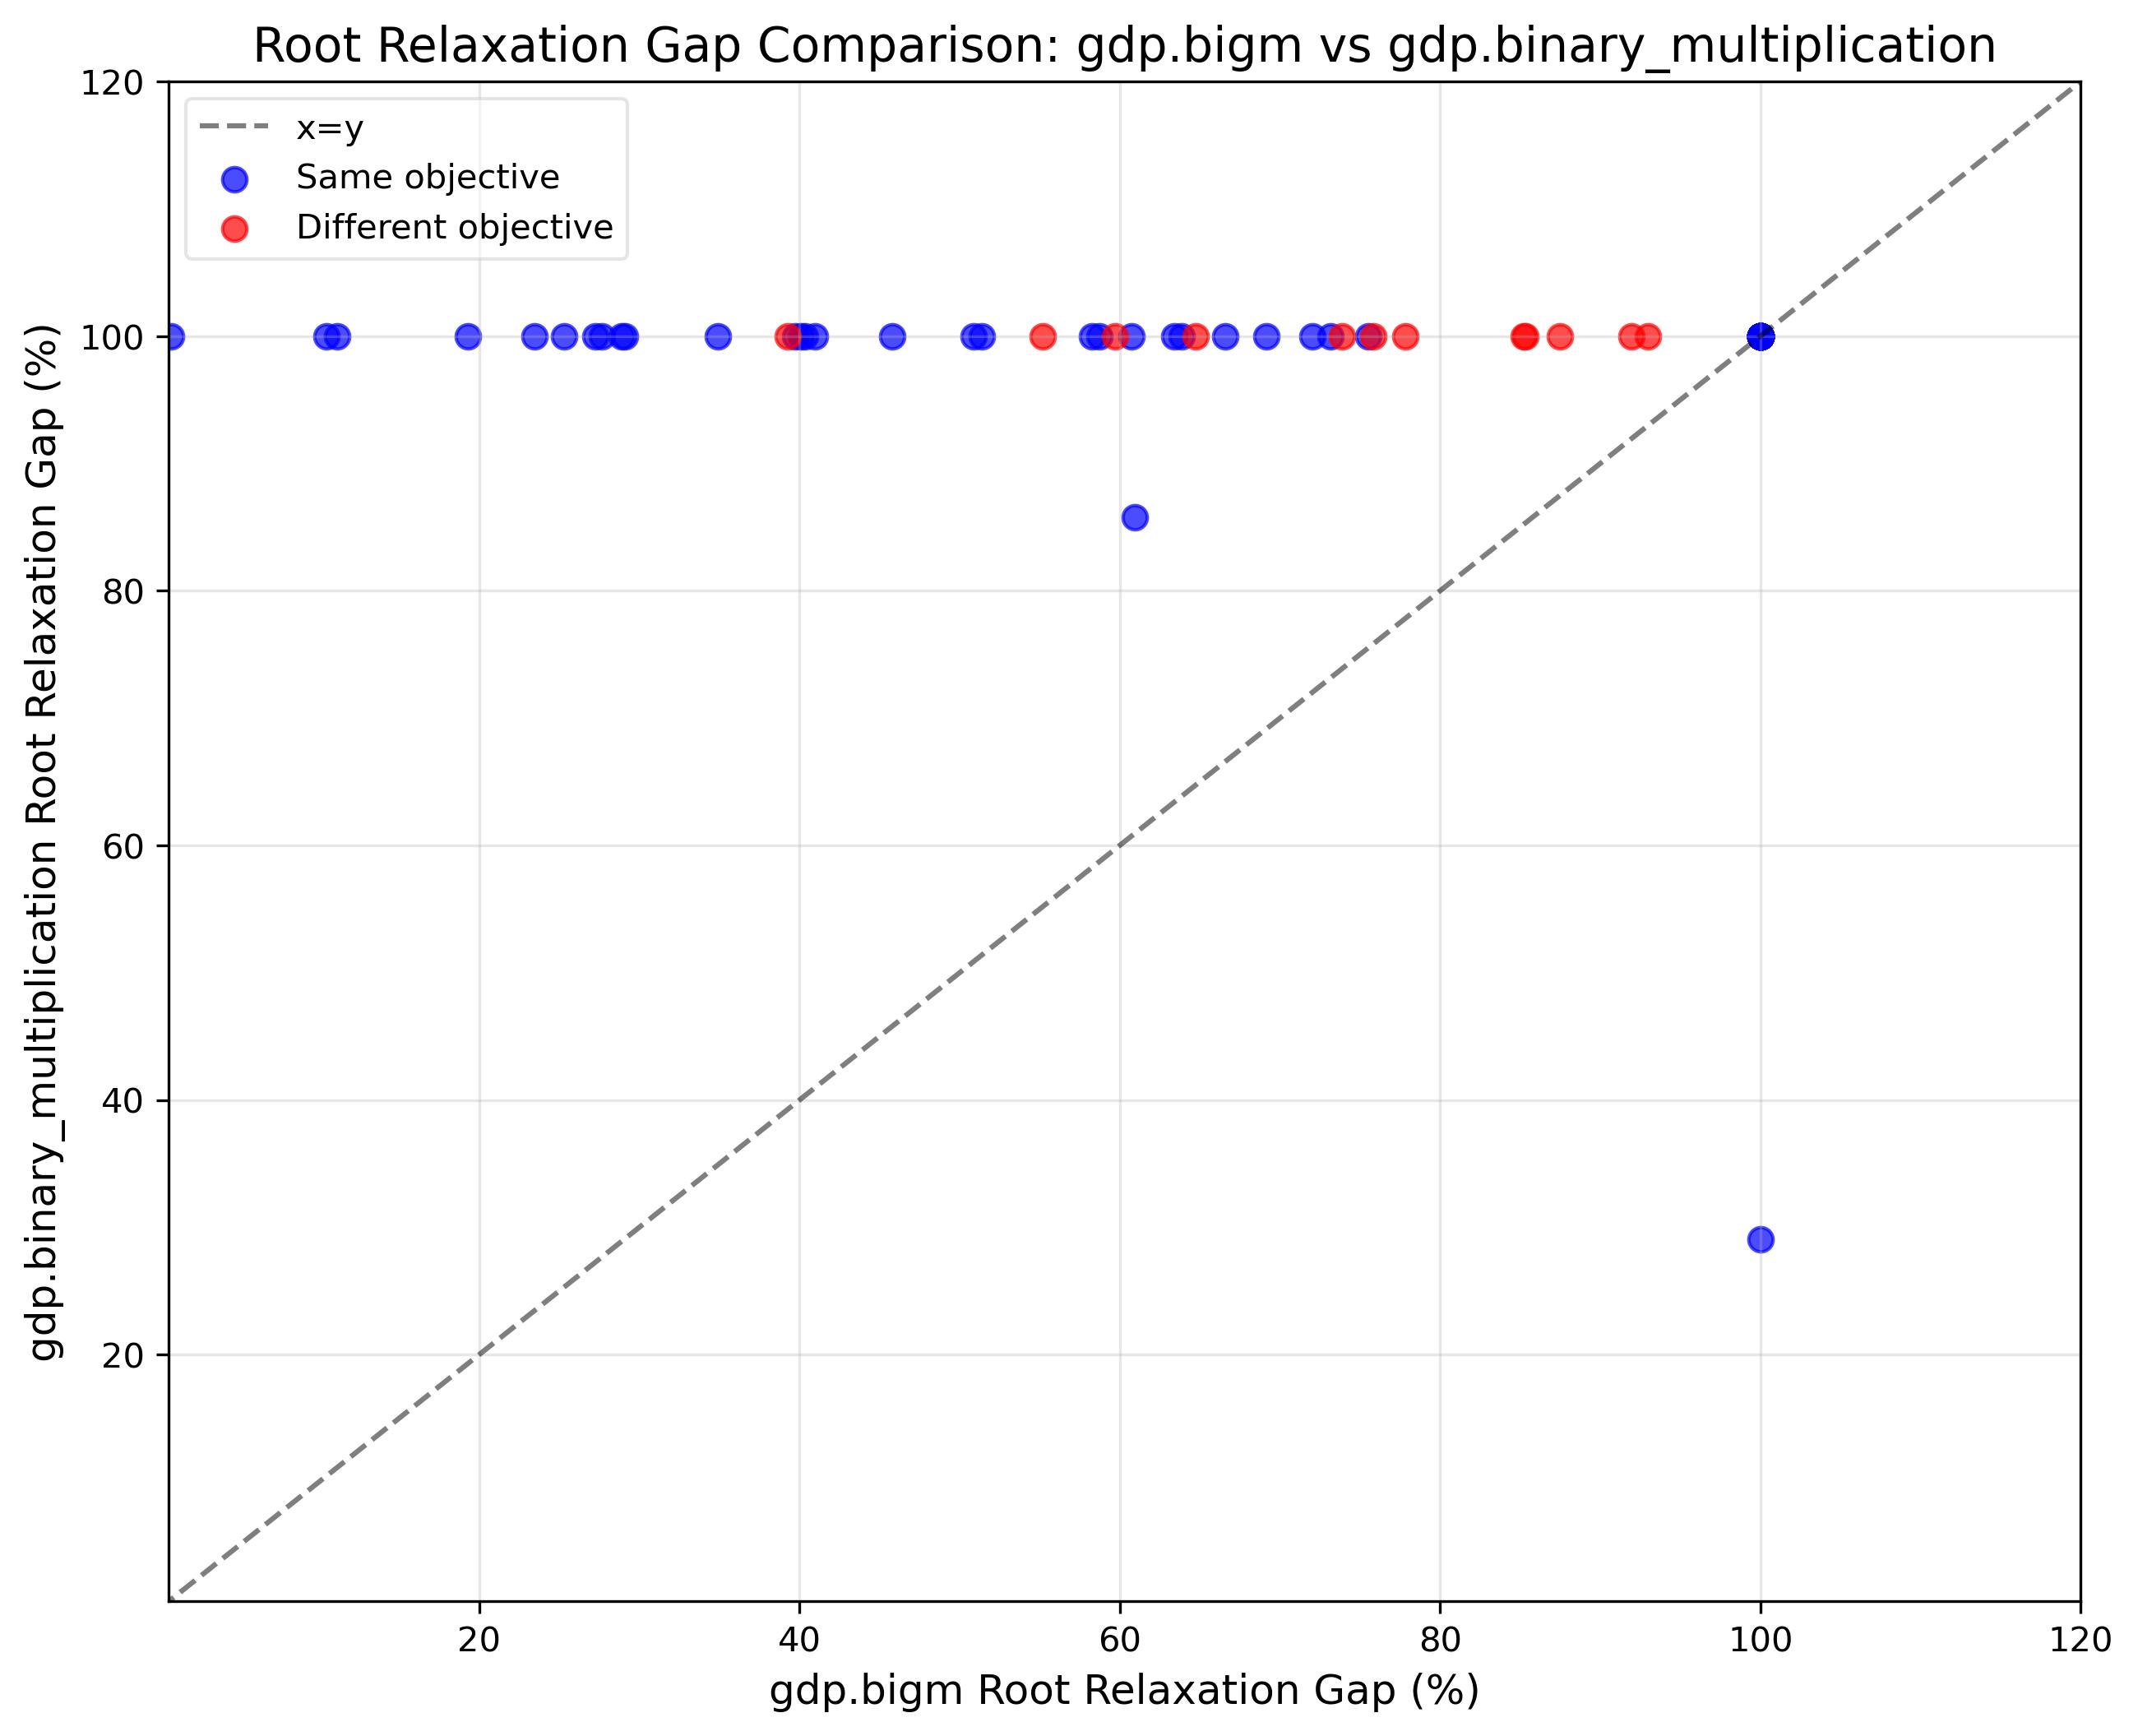 Root Relaxation Gap Comparison: gdp.bigm vs gdp.binary_multiplication
x=y
Same objective
Different objective
gdp.binary_multiplication Root Relaxation Gap (%)
120
100
80
60
40
20
20 40 60 80 100 120
gdp.bigm Root Relaxation Gap (%)